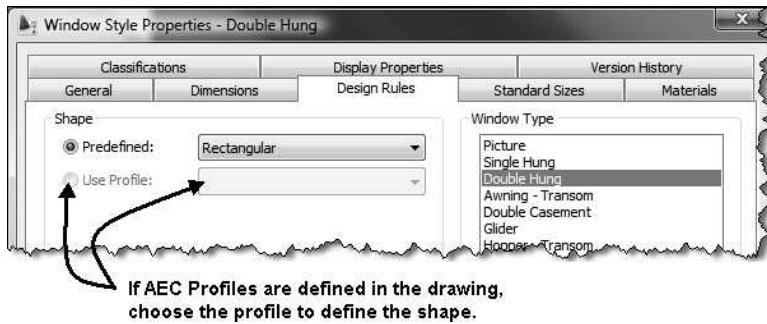 Window Style Properties - Double Hung
Classifications Display Properties Version History
General Dimensions Design Rules Standard Sizes Materials
Shape
Predefined: Rectangular
Use Profile:
Window Type
Picture
Single Hung
Double Hung
Awning - Transom
Double Casement
Glider
Hopper - Transom
If AEC Profiles are defined in the drawing,
choose the profile to define the shape.